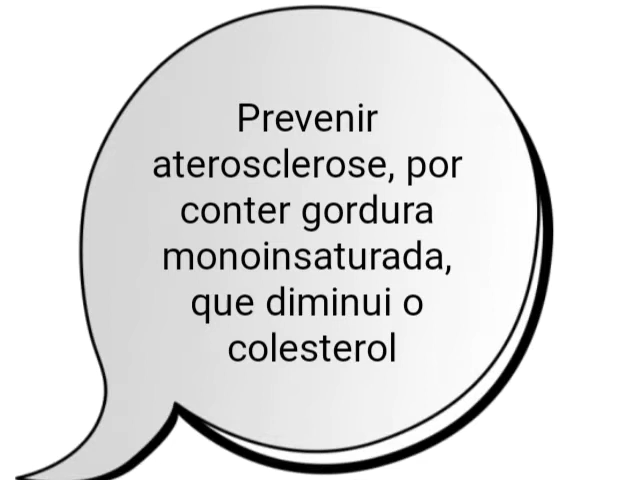 Prevenir
aterosclerose, por
conter gordura
monoinsaturada,
que diminui o
colesterol